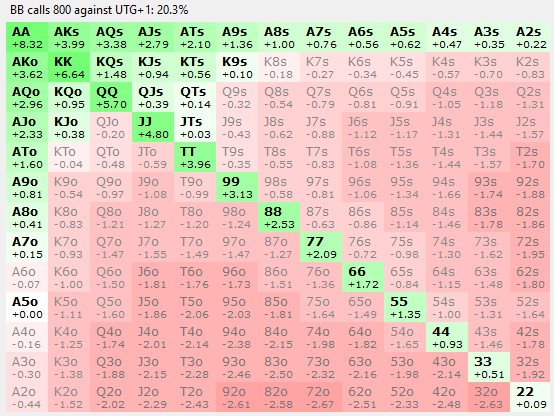 BB calls 800 against UTG+1: 20.3%
AA AKs AQs AJs ATs A9s A8s A7s A6s A5s A4s A3s A2s
+8.32 +3.99 +3.38 +2.79 +2.10 +1.36 +1.00 +0.76 +0.56 +0.62 +0.47 +0.35 +0.22
AKo KK KQs KJs KTs K9s K8s K7s K6s K5s K4s K3s K2s
+3.62 +6.64 +1.48 +0.94 +0.56 +0.10 -0.18 -0.27 -0.34 -0.45 -0.57 -0.70 -0.83
AQo KQo QQ QJs QTs Q9s Q8s Q7s Q6s Q5s Q4s Q3s Q2s
+2.96 +0.95 +5.70 +0.39 +0.14 -0.32 -0.54 -0.79 -0.81 -0.91 -1.05 -1.18 -1.31
AJo KJo QJo JJ JTs J9s J8s J7s J6s J5s J4s J3s J2s
+2.33 +0.38 -0.20 +4.80 +0.03 -0.43 -0.62 -0.88 -1.12 -1.17 -1.31 -1.44 -1.57
ATo KTo QTo JTo TT T9s T8s T7s T6s T5s T4s T3s T2s
+1.60 -0.04 -0.48 -0.59 +3.96 -0.35 -0.55 -0.83 -1.08 -1.36 -1.44 -1.57 -1.70
A9o K9o Q9o J9o T9o 99 98s 97s 96s 95s 94s 93s 92s
+0.81 -0.54 -0.97 -1.08 -0.99 +3.13 -0.58 -0.81 -1.06 -1.34 -1.66 -1.74 -1.88
A8o K8o Q8o J8o T8o 98o 88 87s 86s 85s 84s 83s 82s
+0.41 -0.83 -1.21 -1.27 -1.20 -1.24 +2.53 -0.63 -0.86 -1.14 -1.46 -1.78 -1.86
A7o K7o Q7o J7o T7o 97o 87o 77 76s 75s 74s 73s 72s
+0.15 -0.93 -1.47 -1.55 -1.49 -1.47 -1.27 +2.09 -0.72 -0.98 -1.30 -1.62 -1.95
A6o K6o Q6o J6o T6o 96o 86o 76o 66 65s 64s 63s 62s
-0.07 -1.00 -1.50 -1.81 -1.76 -1.73 -1.51 -1.36 +1.72 -0.84 -1.15 -1.48 -1.80
A5o K5o Q5o J5o T5o 95o 85o 75o 65o 55 54s 53s 52s
+0.00 -1.11 -1.60 -1.86 -2.06 -2.03 -1.81 -1.64 -1.49 +1.35 -1.00 -1.31 -1.64
A4o K4o Q4o J4o T4o 94o 84o 74o 64o 54o 44 43s 42s
-0.16 -1.25 -1.74 -2.01 -2.14 -2.38 -2.15 -1.98 -1.82 -1.65 +0.93 -1.46 -1.78
A3o K3o Q3o J3o T3o 93o 83o 73o 63o 53o 43o 33 32s
-0.30 -1.38 -1.88 -2.15 -2.28 -2.46 -2.50 -2.32 -2.16 -1.98 -2.14 +0.51 -1.92
A2o K2o Q2o J2o T2o 92o 82o 72o 62o 52o 42o 32o 22
-0.44 -1.52 -2.02 -2.29 -2.43 -2.61 -2.58 -2.67 -2.51 -2.33 -2.48 -2.63 +0.09